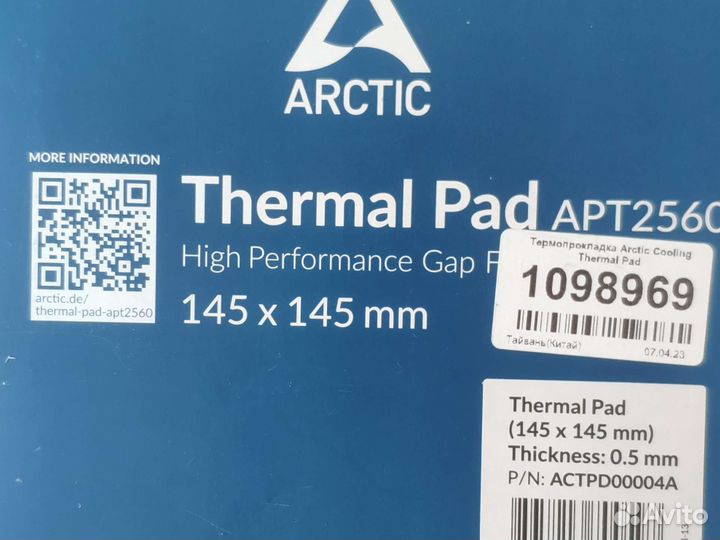 ARCTIC
MORE INFORMATION
arctic.de/
thermal-pad-apt2560
Thermal Pad APT2560
High Performance Gap F
145 x 145 mm
Термопрокладка Arctic Cooling
Thermal Pad
1098969
Тайвань(Китай)
07.04.23
Thermal Pad
(145 x 145 mm)
Thickness: 0.5 mm
P/N: ACTPD00004A
Avito